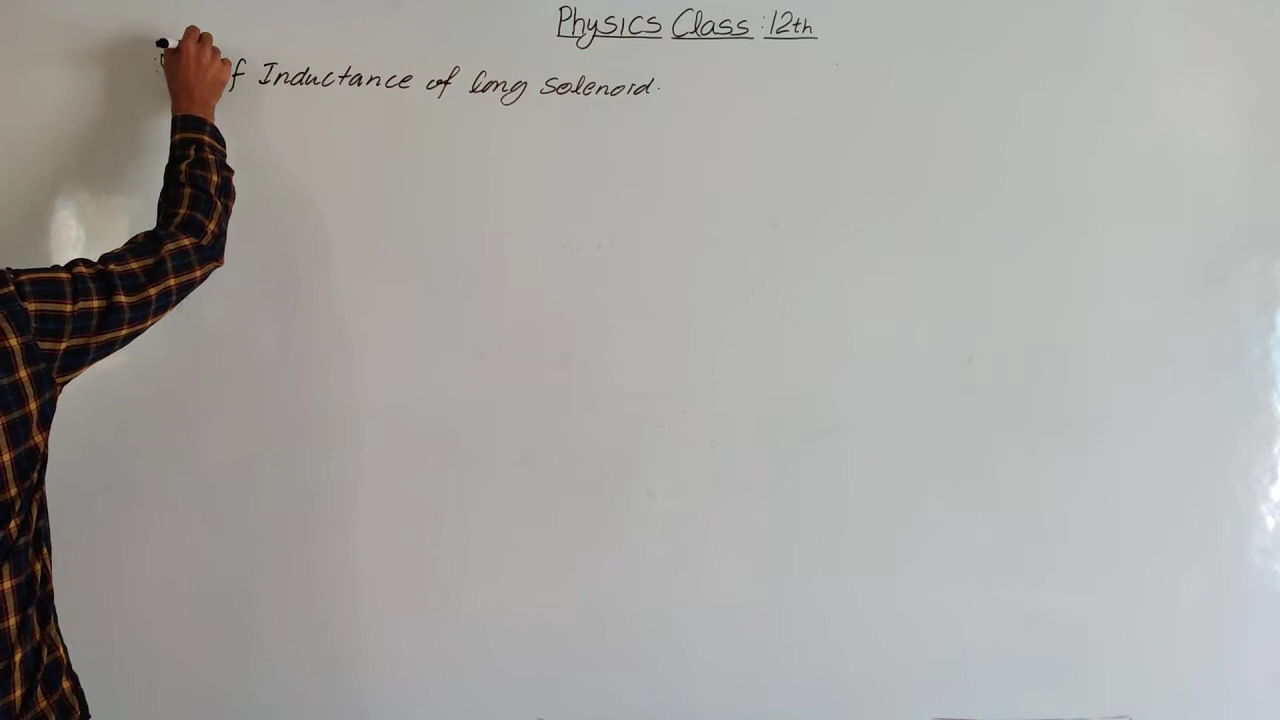 Physics Class : 12th
f Inductance of long Solenoid.